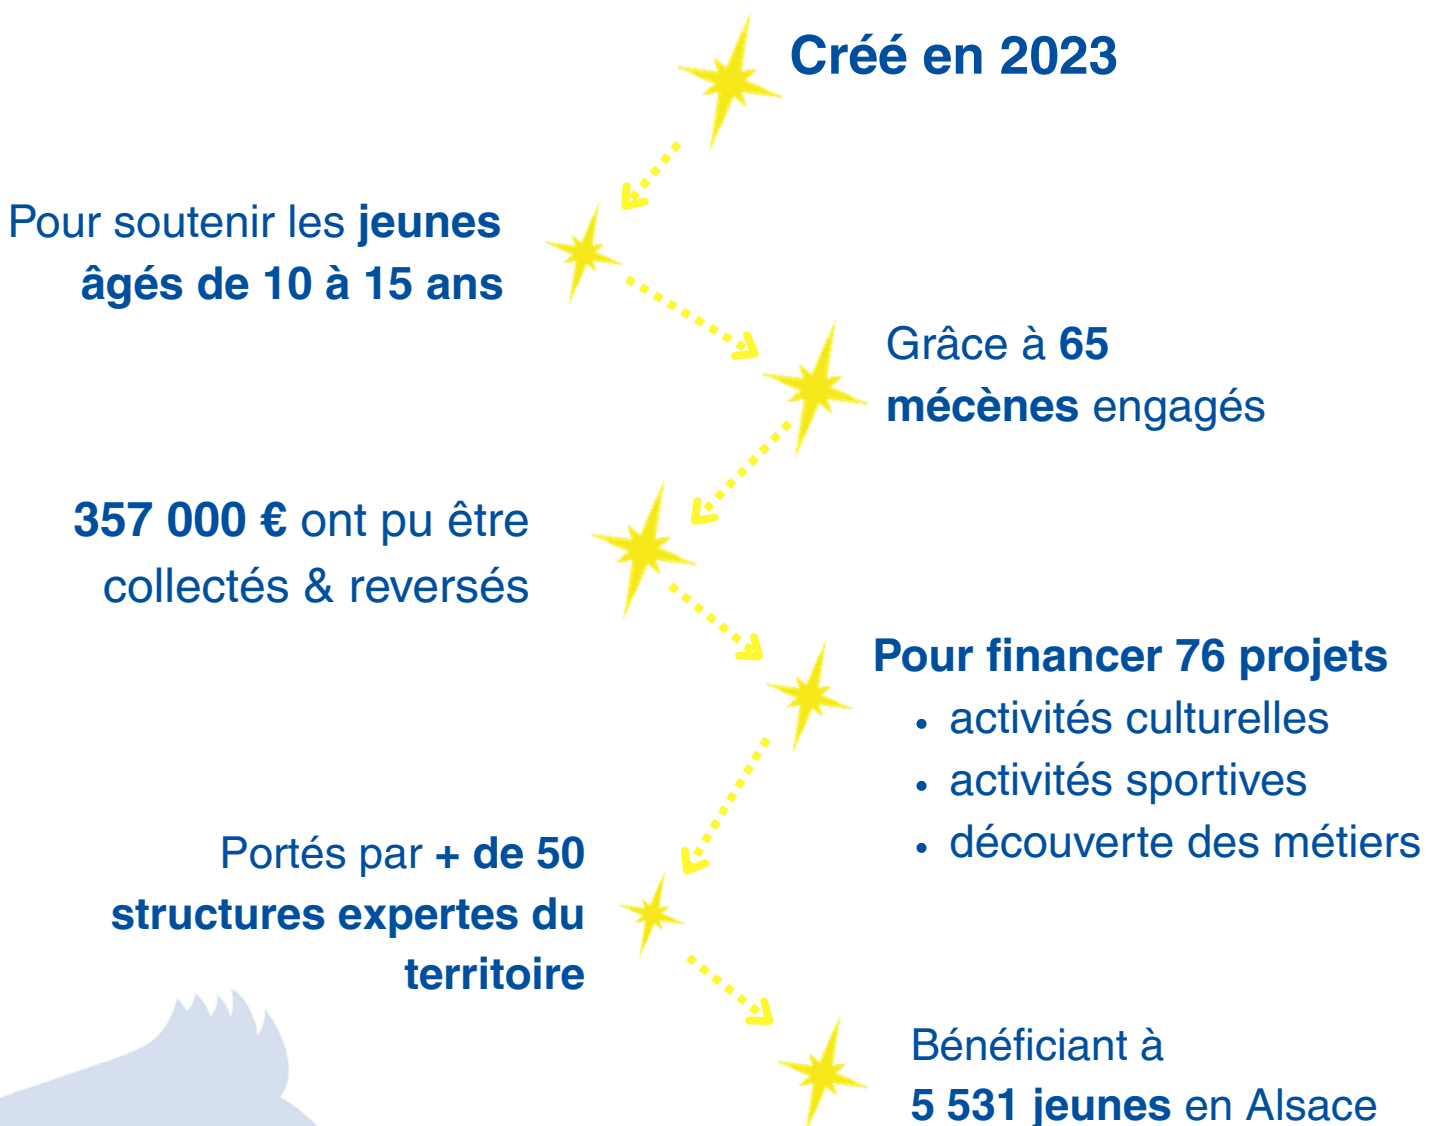 Créé en 2023
Pour soutenir les jeunes
âgés de 10 à 15 ans
Grâce à 65
mécènes engagés
357 000 € ont pu être
collectés & reversés
Pour financer 76 projets
• activités culturelles
• activités sportives
• découverte des métiers
Portés par + de 50
structures expertes du
territoire
Bénéficiant à
5 531 jeunes en Alsace